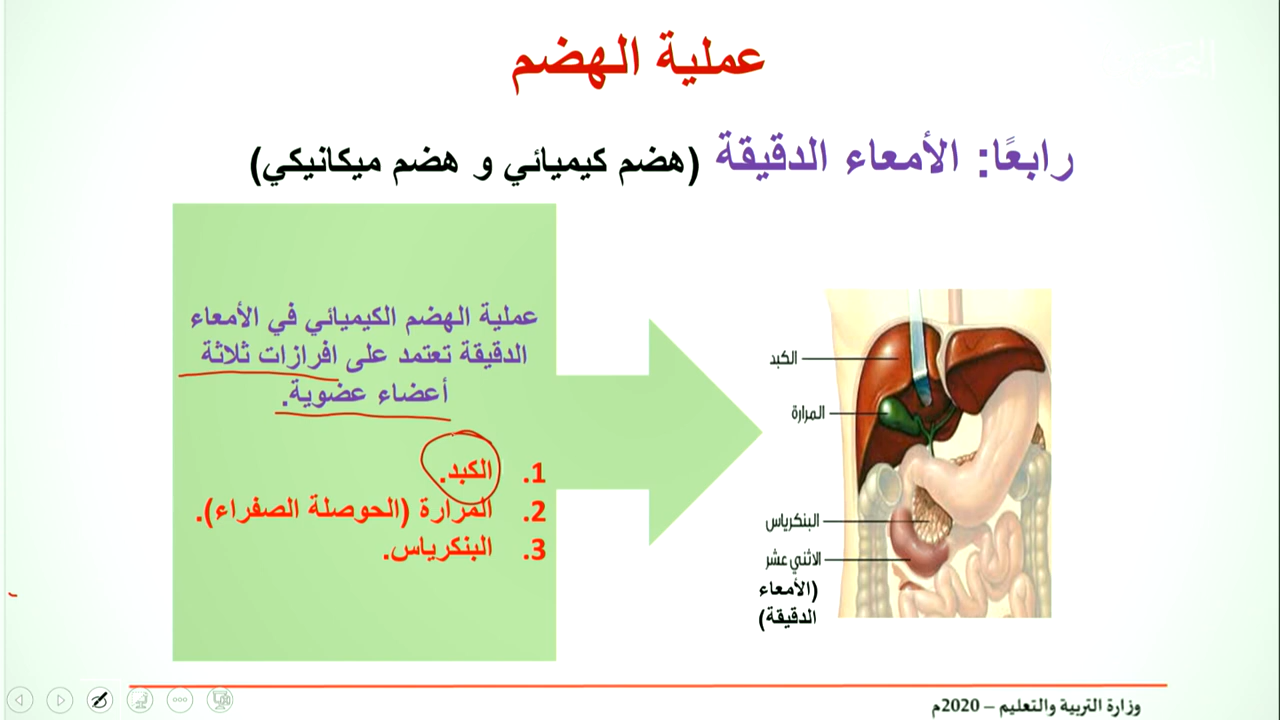 عملية الهضم
رابعًا: الأمعاء الدقيقة (هضم كيميائي و هضم ميكانيكي)
عملية الهضم الكيميائي في الأمعاء
الدقيقة تعتمد على افرازات ثلاثة
أعضاء عضوية.
1. الكبد.
2. المرارة (الحوصلة الصفراء).
3. البنكرياس.
الكبد
المرارة
البنكرياس
الاثني عشر
(الأمعاء
الدقيقة)
وزارة التربية والتعليم – 2020م